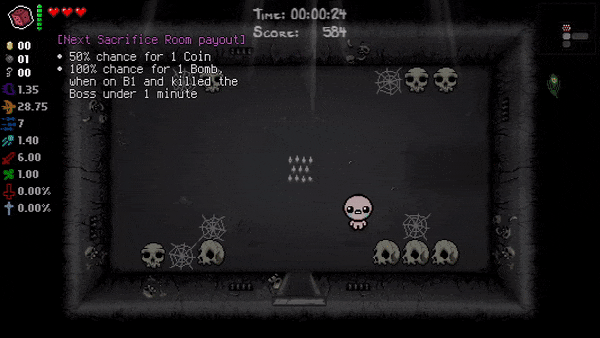 TIME: 00:00:24
SCORE: 584
[Next Sacrifice Room payout]
• 50% chance for 1 Coin
• 100% chance for 1 Bomb
when on B1 and killed the
Boss under 1 minute
00
01
00
1.35
28.75
7
1.40
6.00
1.00
0.00%
0.00%